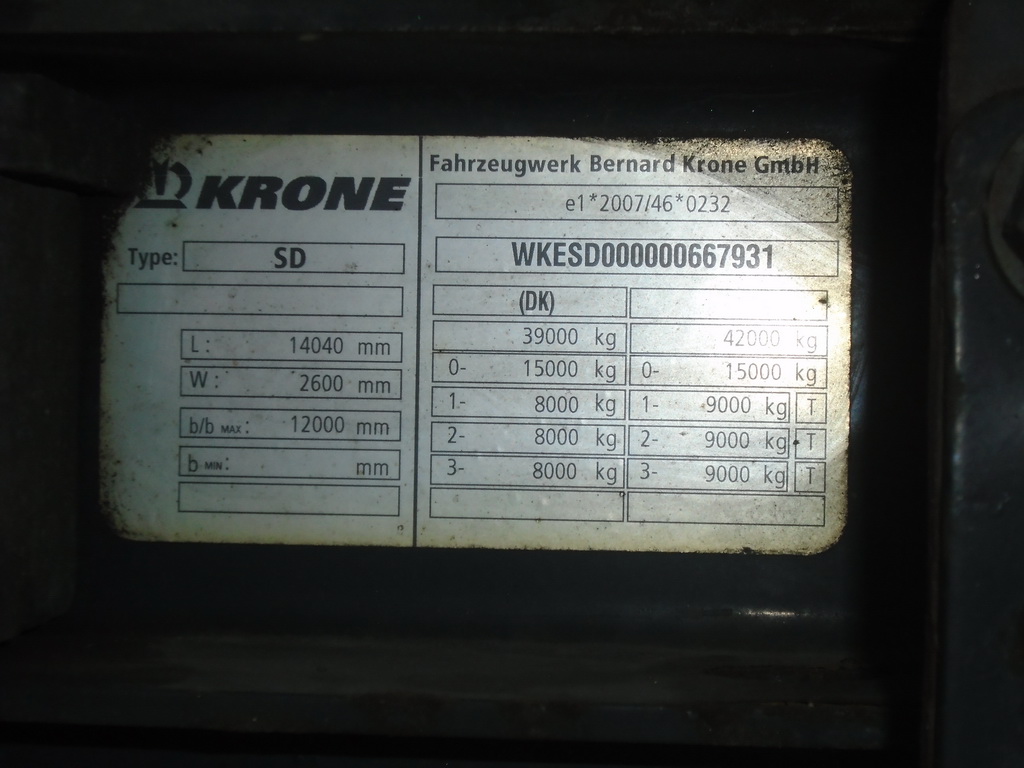 KRONE
Type: SD
L: 14040 mm
W: 2600 mm
b/b MAX: 12000 mm
b MIN: mm
Fahrzeugwerk Bernard Krone GmbH
e1*2007/46*0232
WKESD000000667931
(DK)
39000 kg 42000 kg
0- 15000 kg 0- 15000 kg
1- 8000 kg 1- 9000 kg T
2- 8000 kg 2- 9000 kg T
3- 8000 kg 3- 9000 kg T